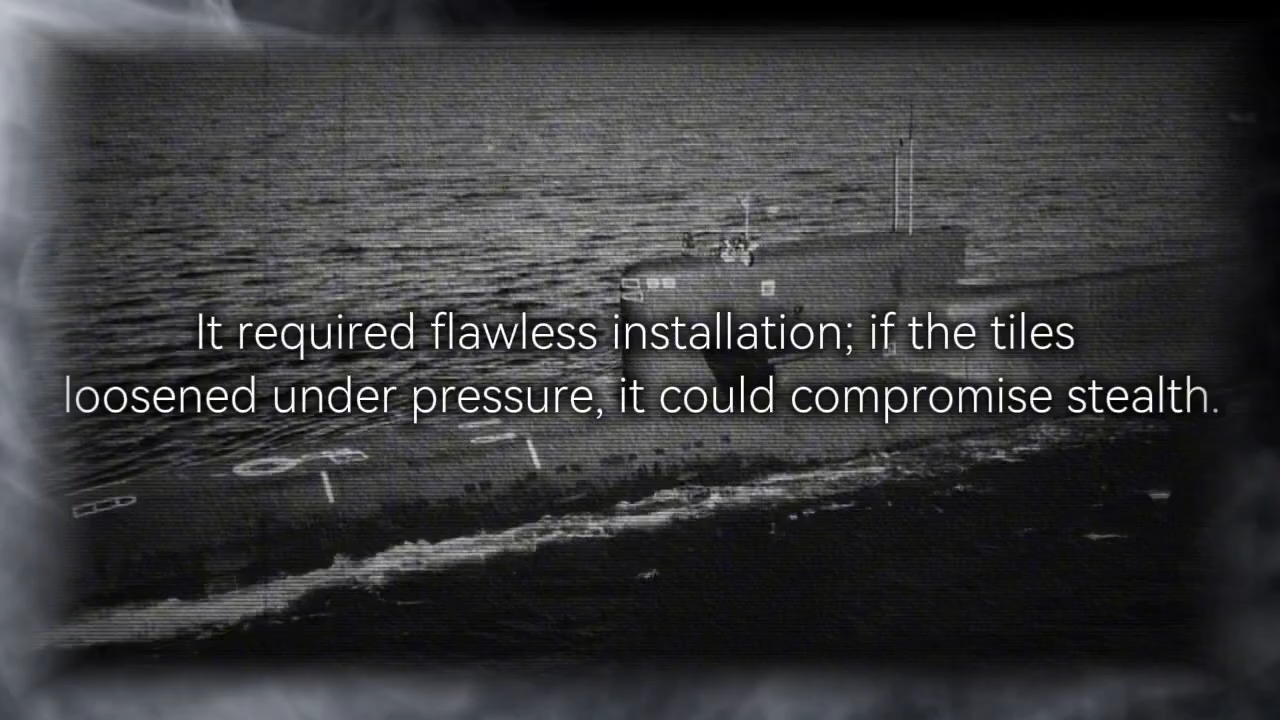 It required flawless installation; if the tiles
loosened under pressure, it could compromise stealth.